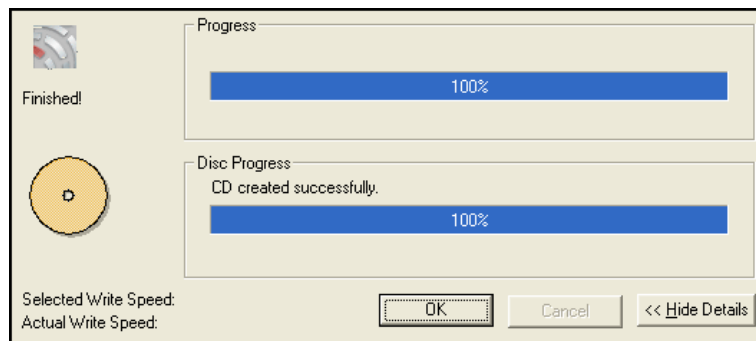 Progress
100%
Finished!
Disc Progress
CD created successfully.
100%
Selected Write Speed:
Actual Write Speed:
OK
Cancel
<< Hide Details